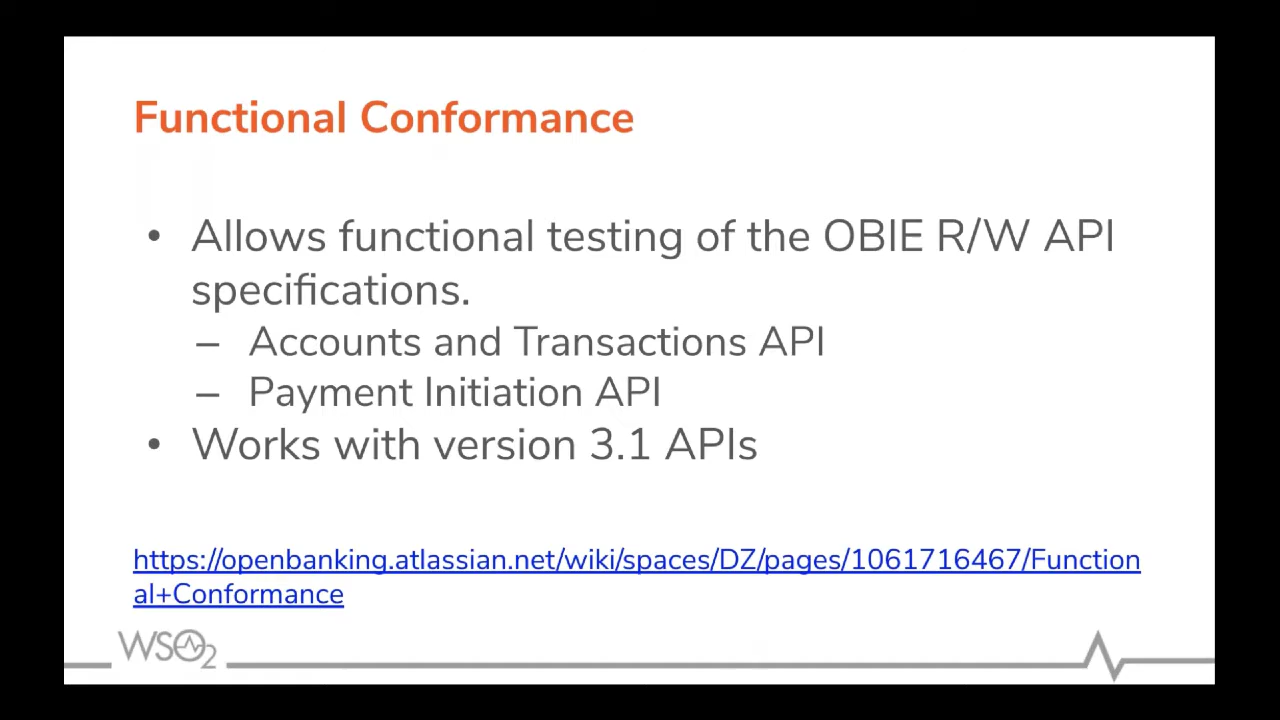 Functional Conformance
• Allows functional testing of the OBIE R/W API
specifications.
– Accounts and Transactions API
– Payment Initiation API
• Works with version 3.1 APIs
https://openbanking.atlassian.net/wiki/spaces/DZ/pages/1061716467/Function
al+Conformance
WSO2